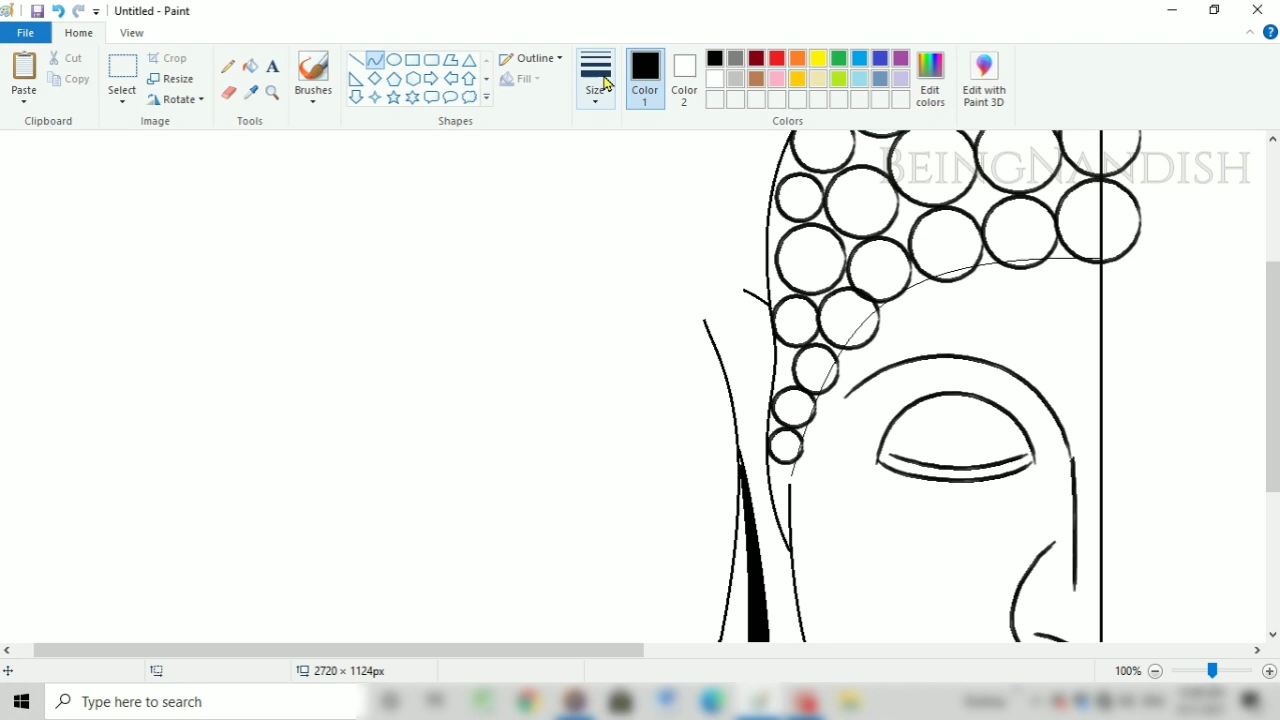 Untitled - Paint
File
Home
View
Paste
Cut
Copy
Clipboard
Select
Crop
Resize
Rotate
Image
Tools
Brushes
Outline
Fill
Shapes
Size
Color 1
Color 2
Edit colors
Colors
Edit with Paint 3D
BeingNandish
2720 × 1124px
100%
Type here to search